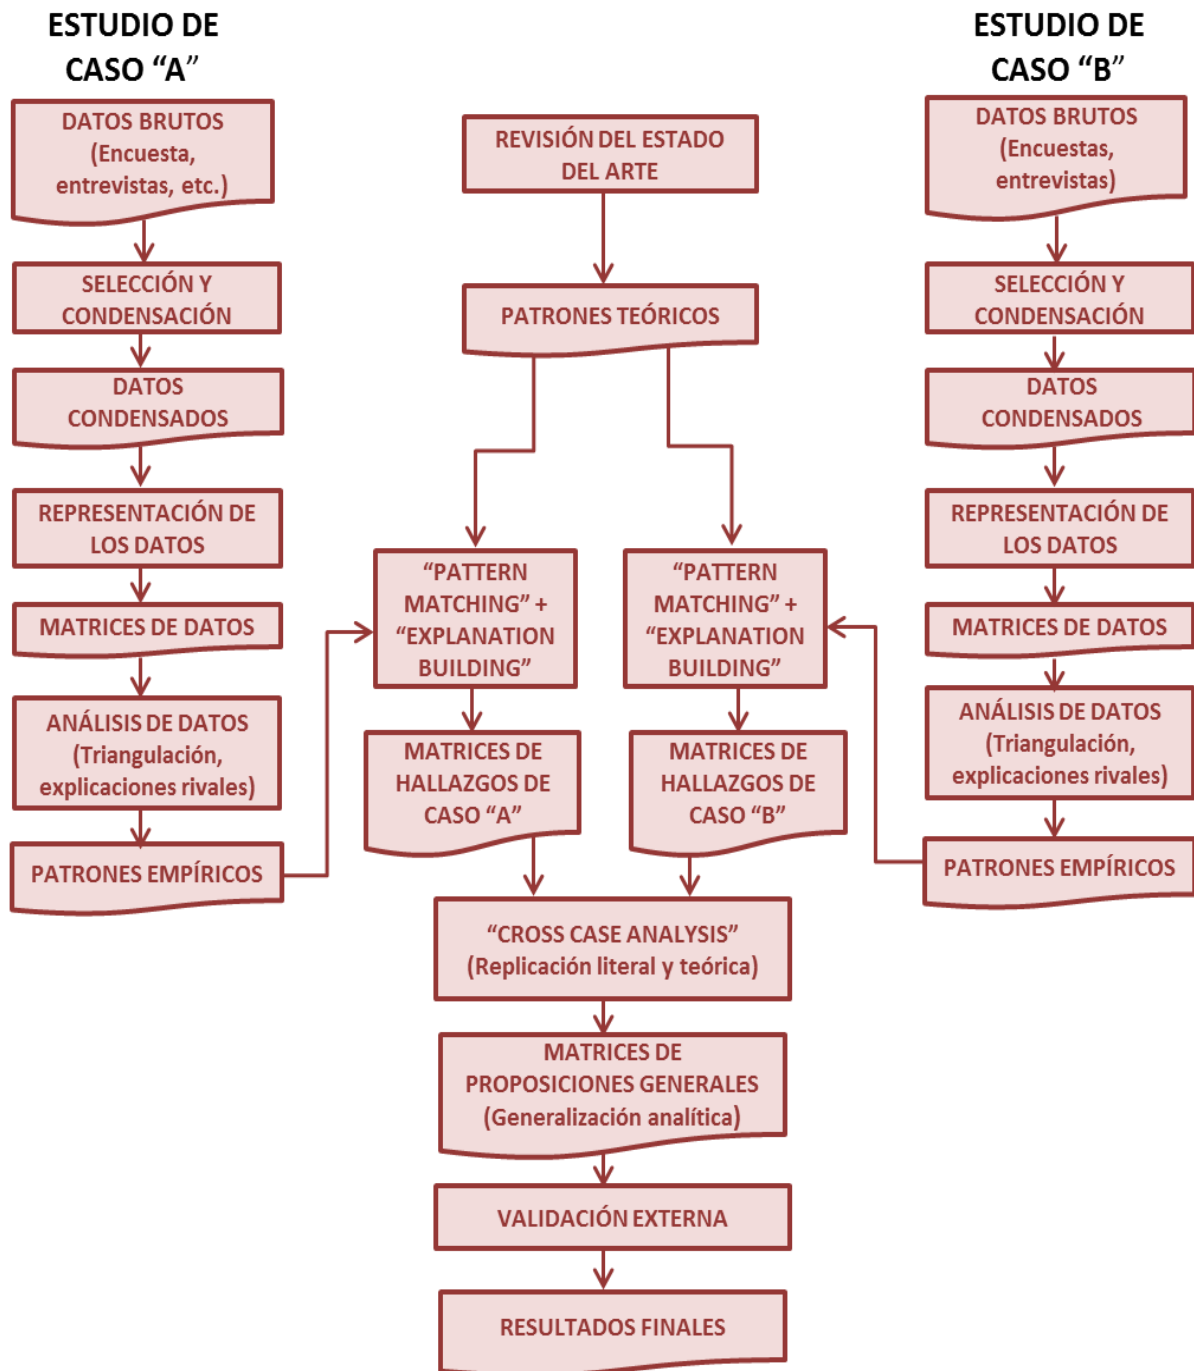 ESTUDIO DE
CASO “A”
DATOS BRUTOS
(Encuesta,
entrevistas, etc.)
SELECCIÓN Y
CONDENSACIÓN
DATOS
CONDENSADOS
REPRESENTACIÓN DE
LOS DATOS
MATRICES DE DATOS
ANÁLISIS DE DATOS
(Triangulación,
explicaciones rivales)
PATRONES EMPÍRICOS
REVISIÓN DEL ESTADO
DEL ARTE
PATRONES TEÓRICOS
“PATTERN
MATCHING” +
“EXPLANATION
BUILDING”
MATRICES DE
HALLAZGOS DE
CASO “A”
“PATTERN
MATCHING” +
“EXPLANATION
BUILDING”
MATRICES DE
HALLAZGOS DE
CASO “B”
“CROSS CASE ANALYSIS”
(Replicación literal y teórica)
MATRICES DE
PROPOSICIONES GENERALES
(Generalización analítica)
VALIDACIÓN EXTERNA
RESULTADOS FINALES
ESTUDIO DE
CASO “B”
DATOS BRUTOS
(Encuestas,
entrevistas)
SELECCIÓN Y
CONDENSACIÓN
DATOS
CONDENSADOS
REPRESENTACIÓN DE
LOS DATOS
MATRICES DE DATOS
ANÁLISIS DE DATOS
(Triangulación,
explicaciones rivales)
PATRONES EMPÍRICOS